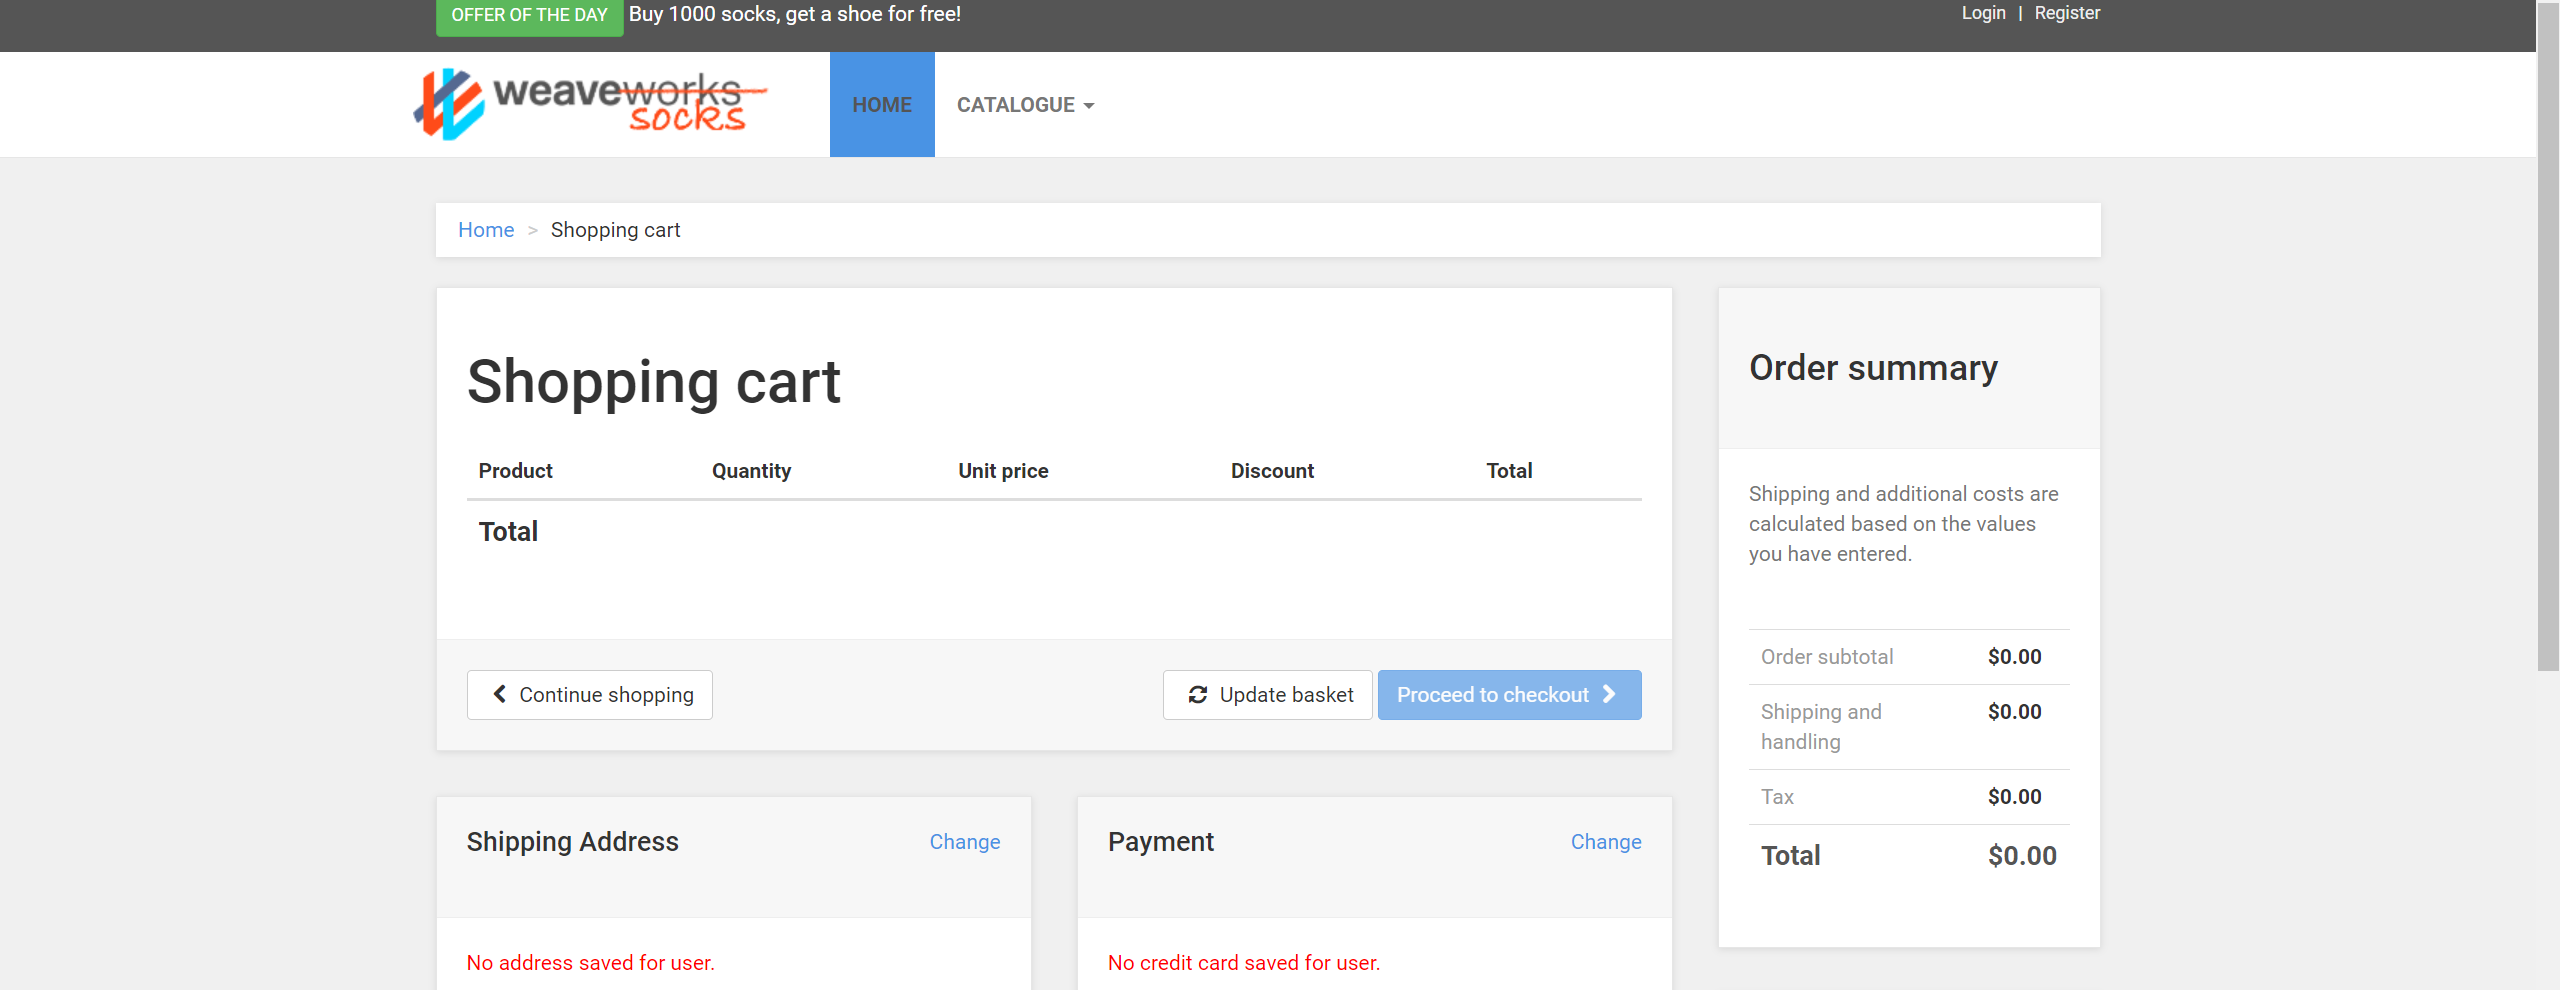 OFFER OF THE DAY Buy 1000 socks, get a shoe for free!
Login | Register
weaveworks
socks
HOME
CATALOGUE
Home > Shopping cart
Shopping cart
Product Quantity Unit price Discount Total
Total
Continue shopping
Update basket
Proceed to checkout
Order summary
Shipping and additional costs are
calculated based on the values
you have entered.
Order subtotal $0.00
Shipping and $0.00
handling
Tax $0.00
Total $0.00
Shipping Address Change
No address saved for user.
Payment Change
No credit card saved for user.